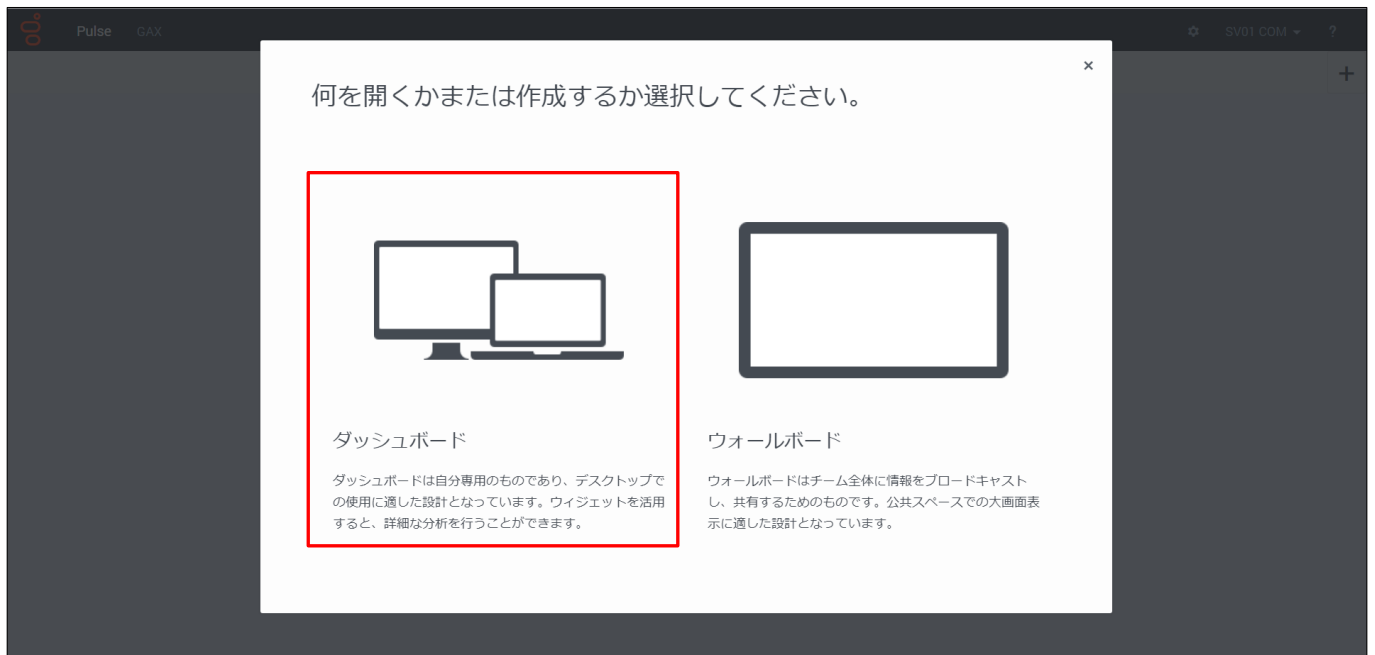 Pulse GAX SV01 COM ?
×
何を開くかまたは作成するか選択してください。
ダッシュボード
ダッシュボードは自分専用のものであり、デスクトップで
の使用に適した設計となっています。ウィジェットを活用
すると、詳細な分析を行うことができます。
ウォールボード
ウォールボードはチーム全体に情報をブロードキャスト
し、共有するためのものです。公共スペースでの大画面表
示に適した設計となっています。